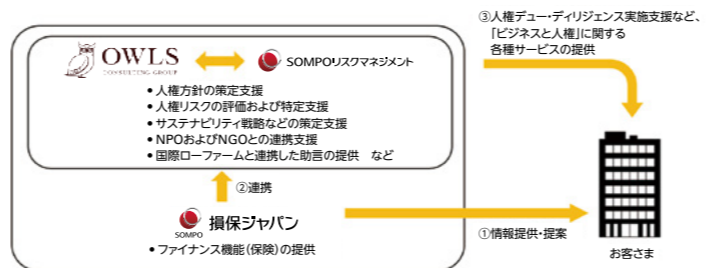 ③人権デュー・ディリジェンス実施支援など、
「ビジネスと人権」に関する
各種サービスの提供
OWLS
CONSULTING GROUP
SOMPOリスクマネジメント
•人権方針の策定支援
•人権リスクの評価および特定支援
•サステナビリティ戦略などの策定支援
•NPOおよびNGOとの連携支援
•国際ローファームと連携した助言の提供　など
②連携
SOMPO
損保ジャパン
•ファイナンス機能(保険)の提供
①情報提供・提案
お客さま